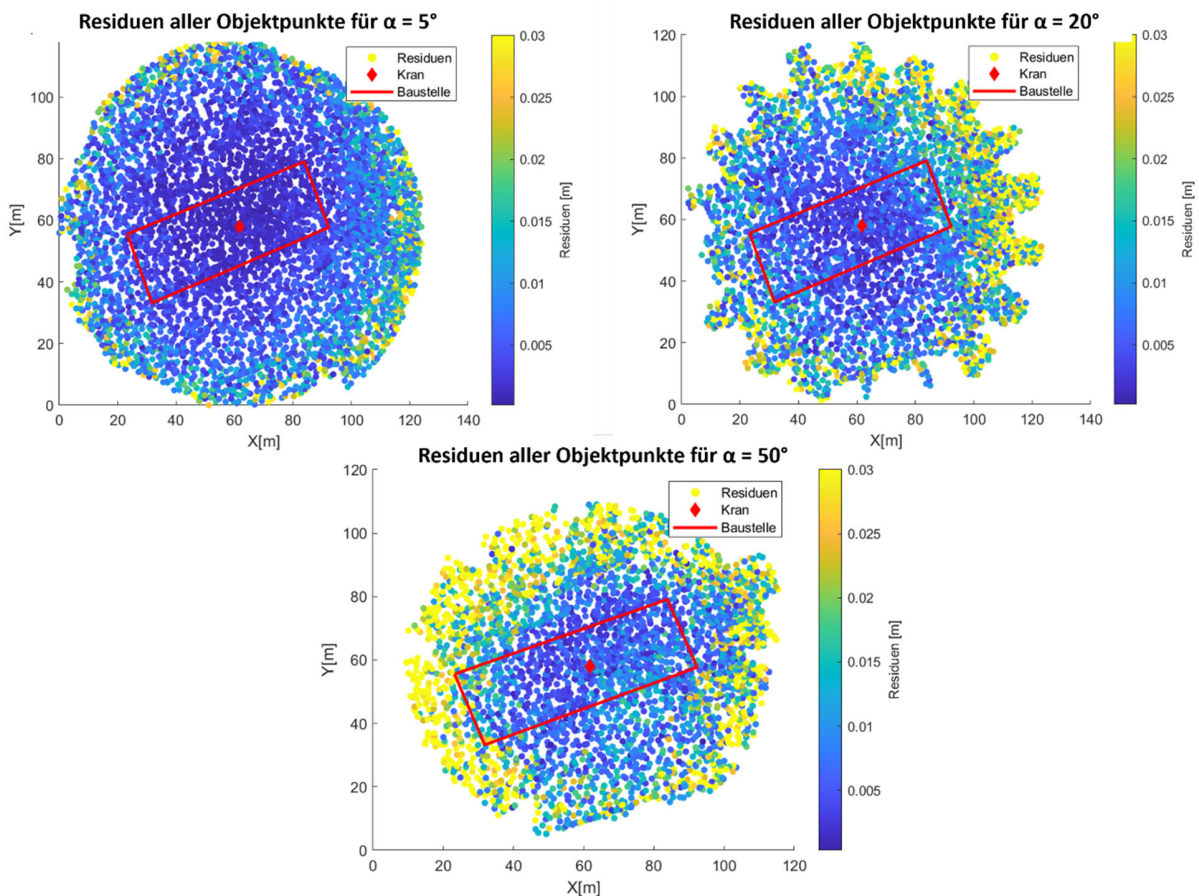 Residuen aller Objektpunkte für α = 5°
Residuen
Kran
Baustelle
Y[m]
100
80
60
40
20
0
0 20 40 60 80 100 120 140
X[m]
0.03
0.025
0.02
0.015
0.01
0.005
Residuen [m]
Residuen aller Objektpunkte für α = 20°
Residuen
Kran
Baustelle
Y[m]
120
100
80
60
40
20
0
0 20 40 60 80 100 120 140
X[m]
0.03
0.025
0.02
0.015
0.01
0.005
Residuen [m]
Residuen aller Objektpunkte für α = 50°
Residuen
Kran
Baustelle
Y[m]
120
100
80
60
40
20
0
0 20 40 60 80 100 120
X[m]
0.03
0.025
0.02
0.015
0.01
0.005
Residuen [m]